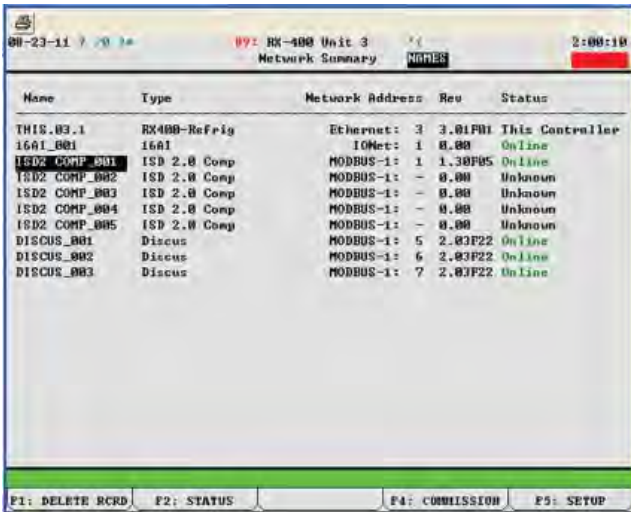 08-23-11
RX-400 Unit 3
2:00:10
Network Summary NAMES
Name Type Network Address Rev Status
THIS.03.1 RX400-Refrig Ethernet: 3 3.01F01 This Controller
16AI_001 16AI IONet: 1 0.00 Online
ISD2 COMP_001 ISD 2.0 Comp MODBUS-1: 1 1.30F05 Online
ISD2 COMP_002 ISD 2.0 Comp MODBUS-1: - 0.00 Unknown
ISD2 COMP_003 ISD 2.0 Comp MODBUS-1: - 0.00 Unknown
ISD2 COMP_004 ISD 2.0 Comp MODBUS-1: - 0.00 Unknown
ISD2 COMP_005 ISD 2.0 Comp MODBUS-1: - 0.00 Unknown
DISCUS_001 Discus MODBUS-1: 5 2.03F22 Online
DISCUS_002 Discus MODBUS-1: 6 2.03F22 Online
DISCUS_003 Discus MODBUS-1: 7 2.03F22 Online
F1: DELETE RCRD F2: STATUS F4: COMMISSION F5: SETUP